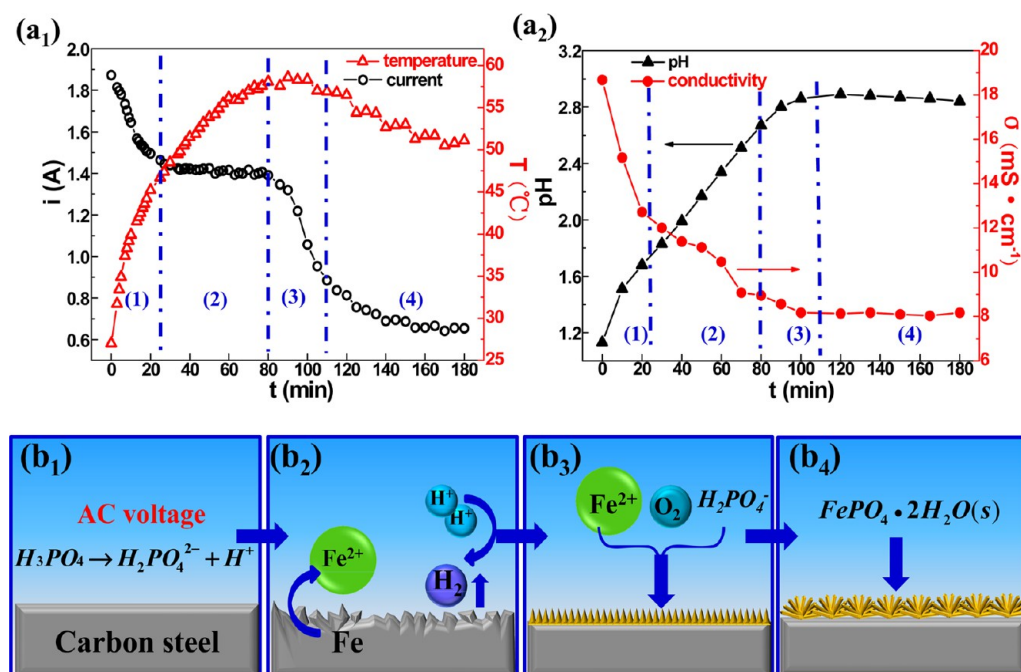 (a₁)
temperature
current
i (A)
2.0
1.8
1.6
1.4
1.2
1.0
0.8
0.6
(1)
(2)
(3)
(4)
0 20 40 60 80 100 120 140 160 180
t (min)
60
55
50
45
40
35
30
25
T (°C)
(a₂)
pH
conductivity
pH
3.2
2.8
2.4
2.0
1.6
1.2
(1)
(2)
(3)
(4)
0 20 40 60 80 100 120 140 160 180
t (min)
20
18
16
14
12
10
8
6
σ (mS • cm⁻¹)
(b₁)
AC voltage
H₃PO₄ → H₂PO₄²⁻ + H⁺
Carbon steel
(b₂)
H⁺
H⁺
Fe²⁺
H₂
Fe
(b₃)
Fe²⁺ O₂ H₂PO₄⁻
(b₄)
FePO₄ • 2H₂O(s)